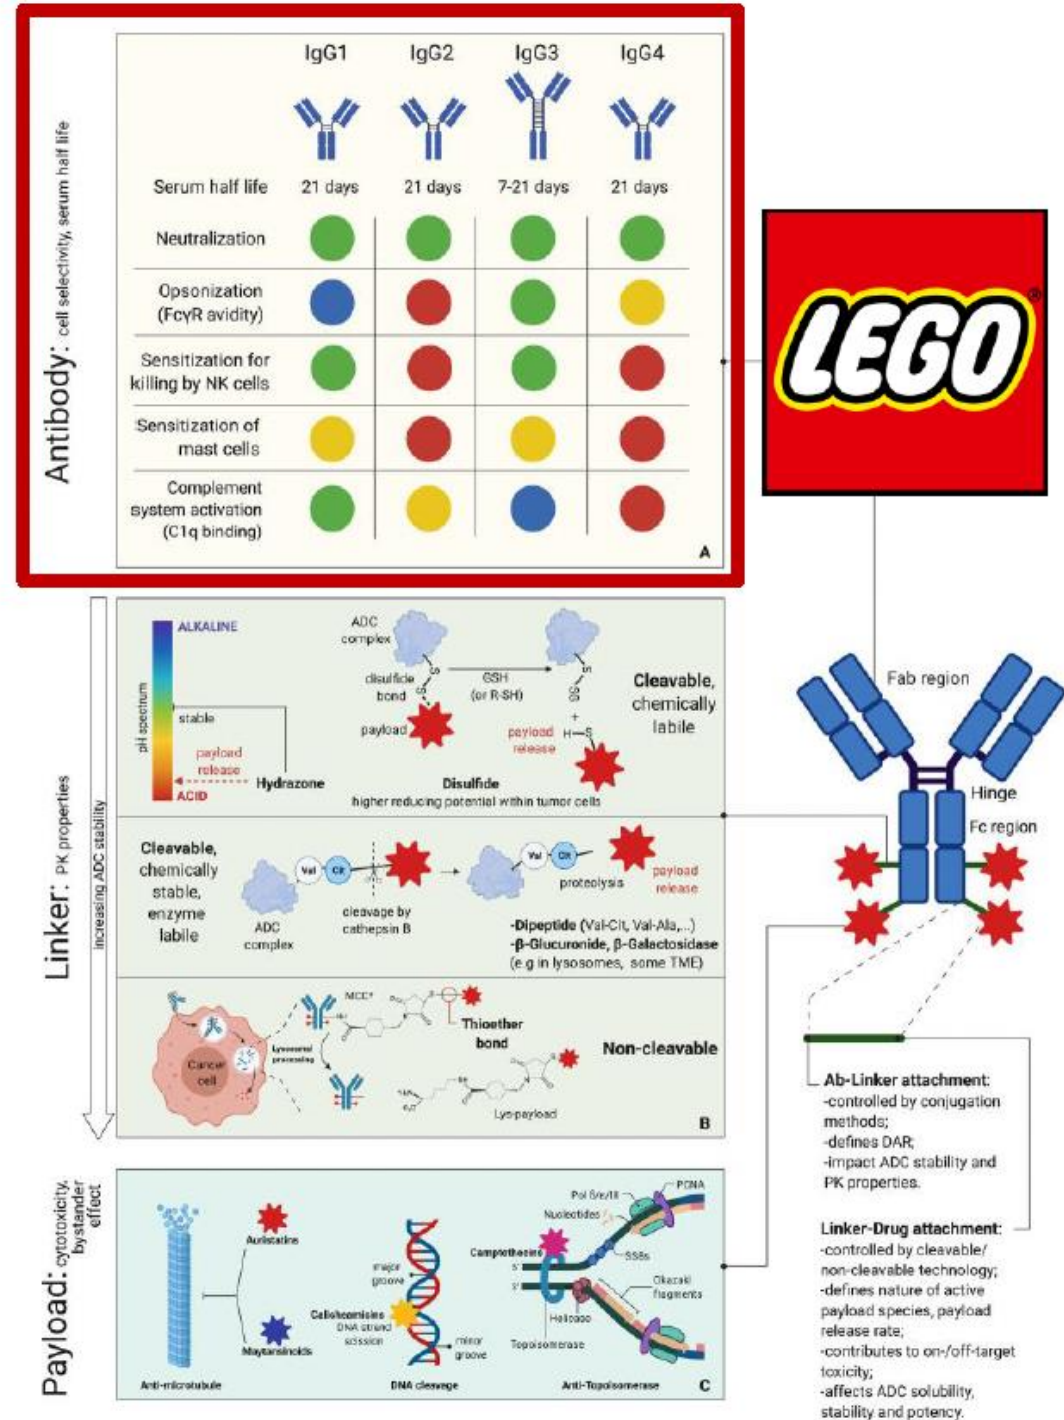 IgG1 IgG2 IgG3 IgG4
Serum half life 21 days 21 days 7-21 days 21 days
Neutralization
Opsonization
(FcγR avidity)
Sensitization for
killing by NK cells
Sensitization of
mast cells
Complement
system activation
(C1q binding)
A
Antibody: cell selectivity, serum half life
LEGO
®
ALKALINE
pH spectrum
stable
payload
release
ACID
Hydrazone
ADC
complex
disulfide
bond
payload
S
S
GSH
(or R-SH)
S
SG
+
H-S
payload
release
Disulfide
higher reducing potential within tumor cells
Cleavable,
chemically
labile
Linker: PK properties
increasing ADC stability
Cleavable,
chemically
stable,
enzyme
labile
ADC
complex
Val Cit
cleavage by
cathepsin B
Val Cit
proteolysis
payload
release
-Dipeptide (Val-Cit, Val-Ala,...)
-β-Glucuronide, β-Galactosidase
(e.g in lysosomes, some TME)
Cancer
cell
Lysosomal
processing
MCC*
Thioether
bond
Lys-payload
Non-cleavable
B
Payload: cytotoxicity,
bystander
effect
Auristatins
Maytansinoids
Anti-microtubule
major
groove
Calicheamicins
DNA strand
scission
minor
groove
DNA cleavage
Pol δ/ε/III
PCNA
Nucleotides
Camptothecins
SSBs
5'
3'
Okazaki
fragments
Helicase
Topoisomerase
Anti-Topoisomerase
C
Fab region
Hinge
Fc region
Ab-Linker attachment:
-controlled by conjugation
methods;
-defines DAR;
-impact ADC stability and
PK properties.
Linker-Drug attachment:
-controlled by cleavable/
non-cleavable technology;
-defines nature of active
payload species, payload
release rate;
-contributes to on-/off-target
toxicity;
-affects ADC solubility,
stability and potency.